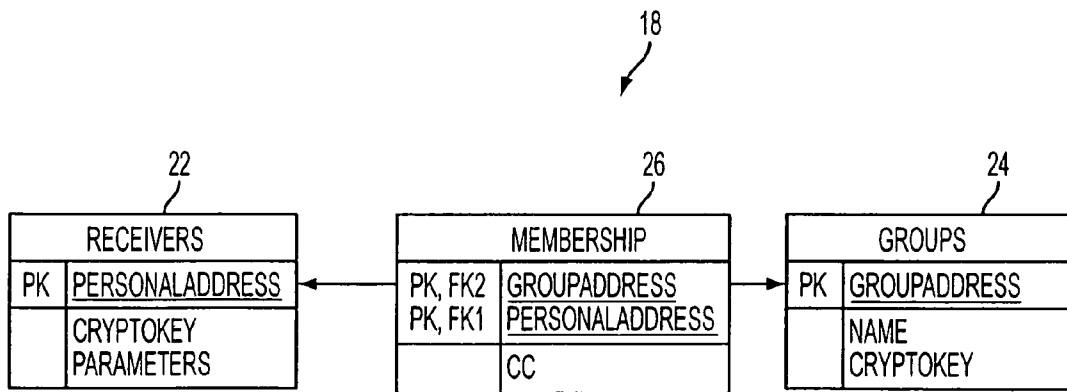 18
22
26
24
RECEIVERS
PK PERSONALADDRESS
CRYPTOKEY
PARAMETERS
MEMBERSHIP
PK, FK2 GROUPADDRESS
PK, FK1 PERSONALADDRESS
CC
GROUPS
PK GROUPADDRESS
NAME
CRYPTOKEY